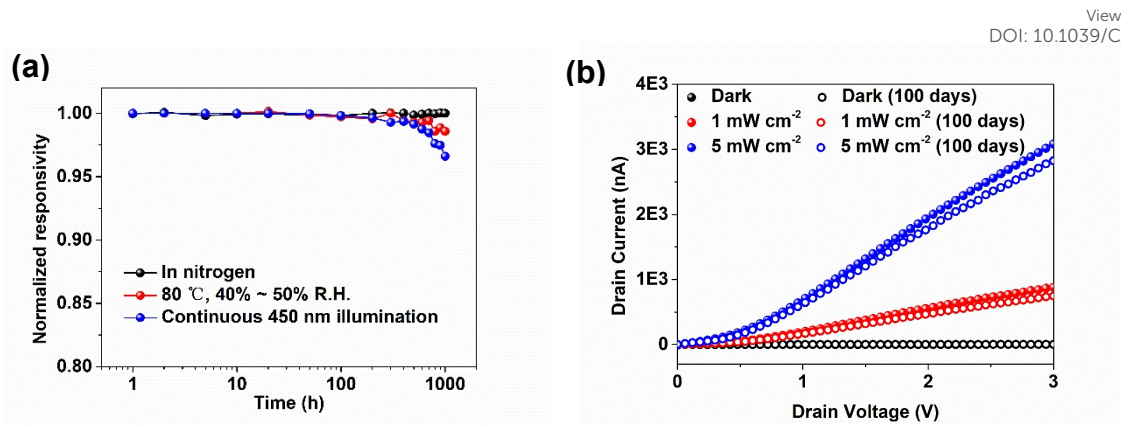 View
DOI: 10.1039/C
(a)
1.00
0.95
0.90
0.85
0.80
Normalized responsivity
In nitrogen
80 ℃, 40% ~ 50% R.H.
Continuous 450 nm illumination
1 10 100 1000
Time (h)
(b)
4E3
3E3
2E3
1E3
0
Drain Current (nA)
Dark Dark (100 days)
1 mW cm-2 1 mW cm-2 (100 days)
5 mW cm-2 5 mW cm-2 (100 days)
0 1 2 3
Drain Voltage (V)